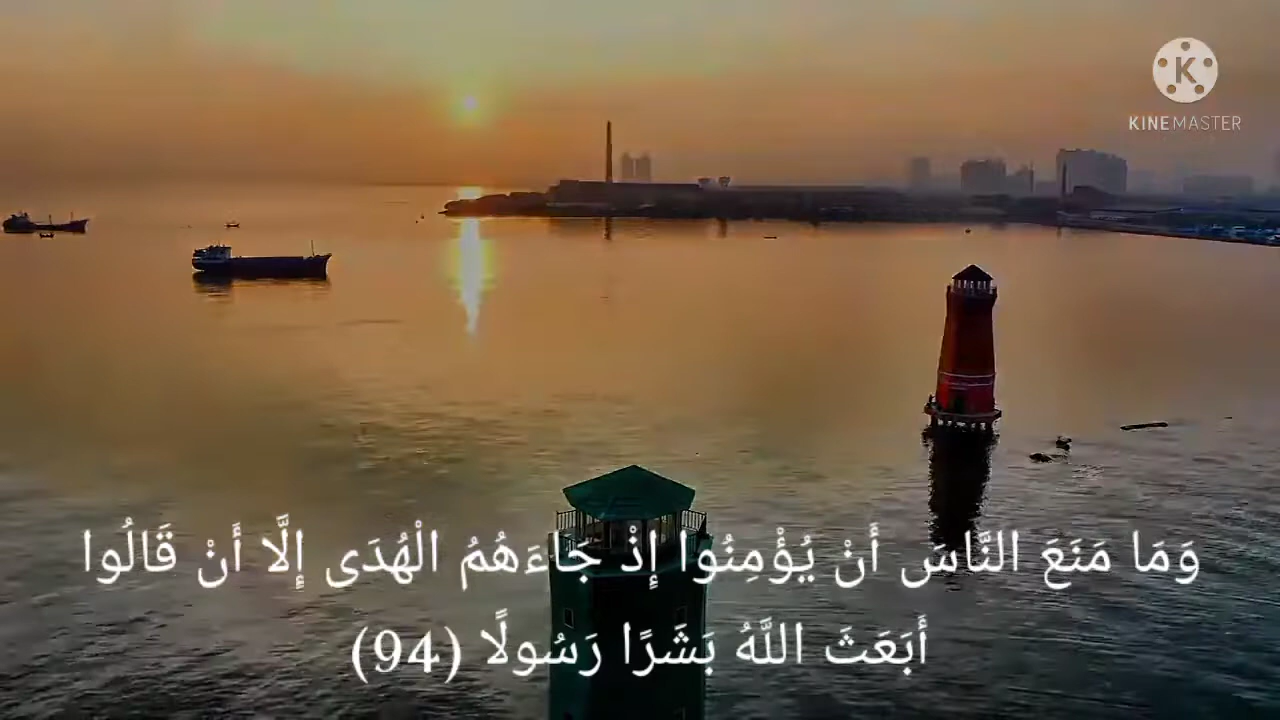 K
KINEMASTER
وَمَا مَنَعَ النَّاسَ أَنْ يُؤْمِنُوا إِذْ جَاءَهُمُ الْهُدَى إِلَّا أَنْ قَالُوا
أَبَعَثَ اللَّهُ بَشَرًا رَسُولًا (94)